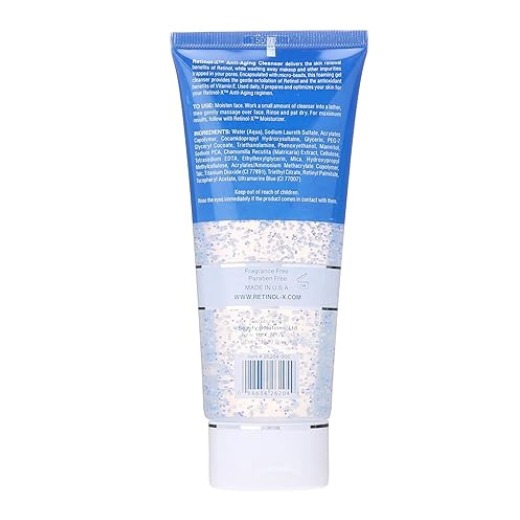 Retinol-X™ Anti-Aging Cleanser delivers the skin renewal
benefits of Retinol, while washing away makeup and other impurities
trapped in your pores. Encapsulated with micro-beads, this foaming gel
cleanser provides the gentle exfoliation of Retinol and the antioxidant
benefits of Vitamin E. Used daily, it prepares and optimizes your skin for
your Retinol-X™ Anti-Aging regimen.
TO USE: Moisten face. Work a small amount of cleanser into a lather,
then gently massage over face. Rinse and pat dry. For maximum
results, follow with Retinol-X™ Moisturizer.
INGREDIENTS: Water (Aqua), Sodium Laureth Sulfate, Acrylates
Copolymer, Cocamidopropyl Hydroxysultaine, Glycerin, PEG-7
Glyceryl Cocoate, Triethanolamine, Phenoxyethanol, Mannitol,
Sodium PCA, Chamomilla Recutita (Matricaria) Extract, Cellulose,
Tetrasodium EDTA, Ethylhexylglycerin, Mica, Hydroxypropyl
Methylcellulose, Acrylates/Ammonium Methacrylate Copolymer,
Talc, Titanium Dioxide (CI 77891), Triethyl Citrate, Retinyl Palmitate,
Tocopheryl Acetate, Ultramarine Blue (CI 77007)
Keep out of reach of children.
Rinse the eyes immediately if the product comes in contact with them.
Fragrance Free
Paraben Free
MADE IN U.S.A.
WWW.RETINOL-X.COM